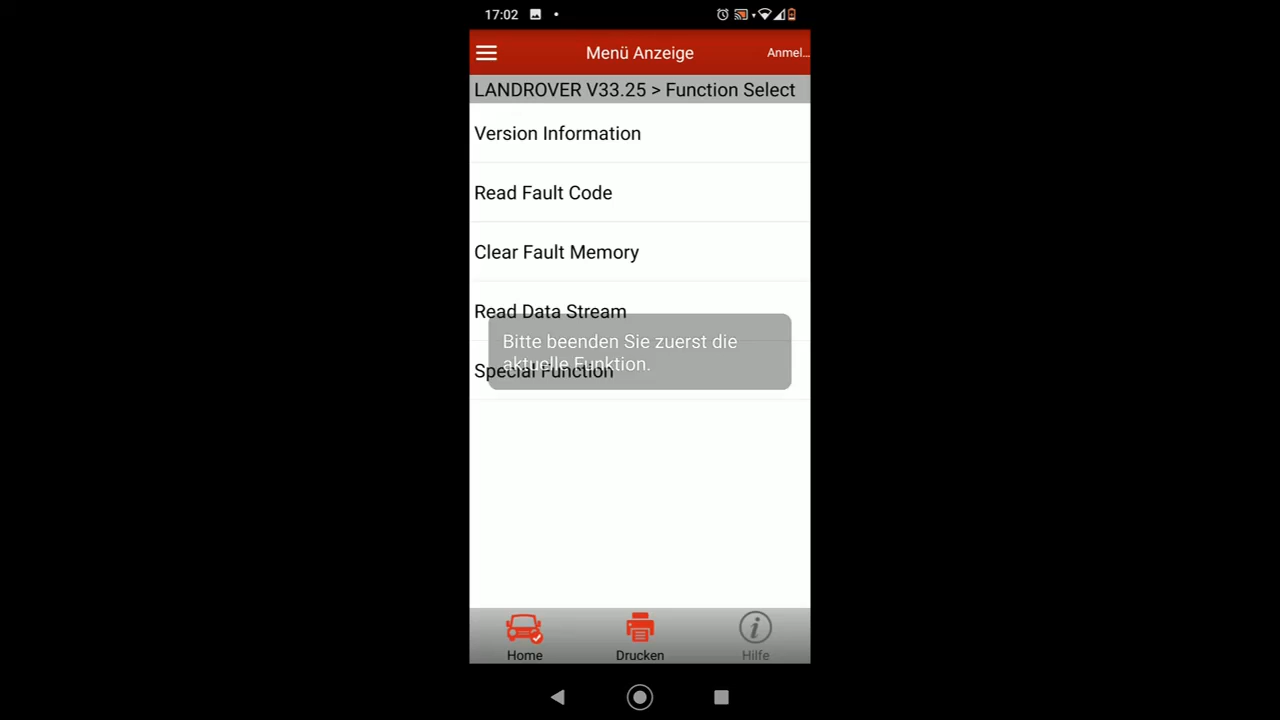 17:02
Menü Anzeige
Anmel...
LANDROVER V33.25 > Function Select
Version Information
Read Fault Code
Clear Fault Memory
Read Data Stream
Bitte beenden Sie zuerst die
aktuelle Funktion.
Special Function
Home
Drucken
Hilfe